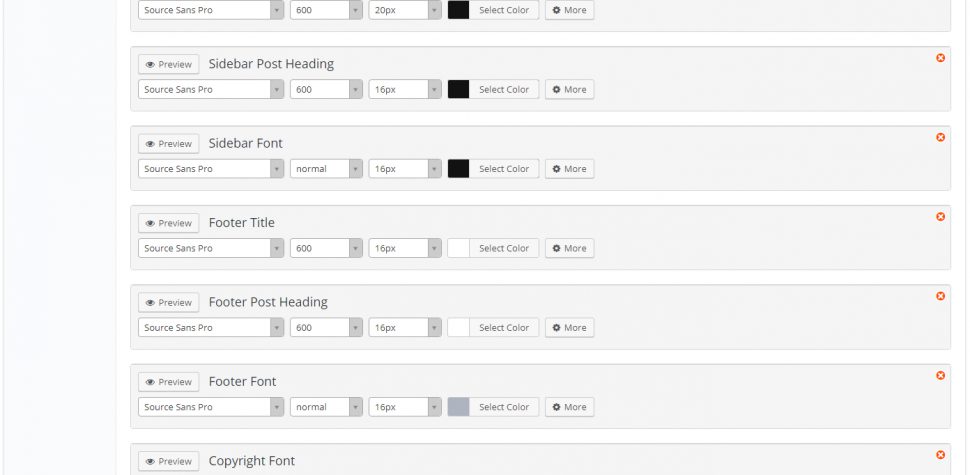 Source Sans Pro 600 20px Select Color More
Preview Sidebar Post Heading
Source Sans Pro 600 16px Select Color More
Preview Sidebar Font
Source Sans Pro normal 16px Select Color More
Preview Footer Title
Source Sans Pro 600 16px Select Color More
Preview Footer Post Heading
Source Sans Pro 600 16px Select Color More
Preview Footer Font
Source Sans Pro normal 16px Select Color More
Preview Copyright Font